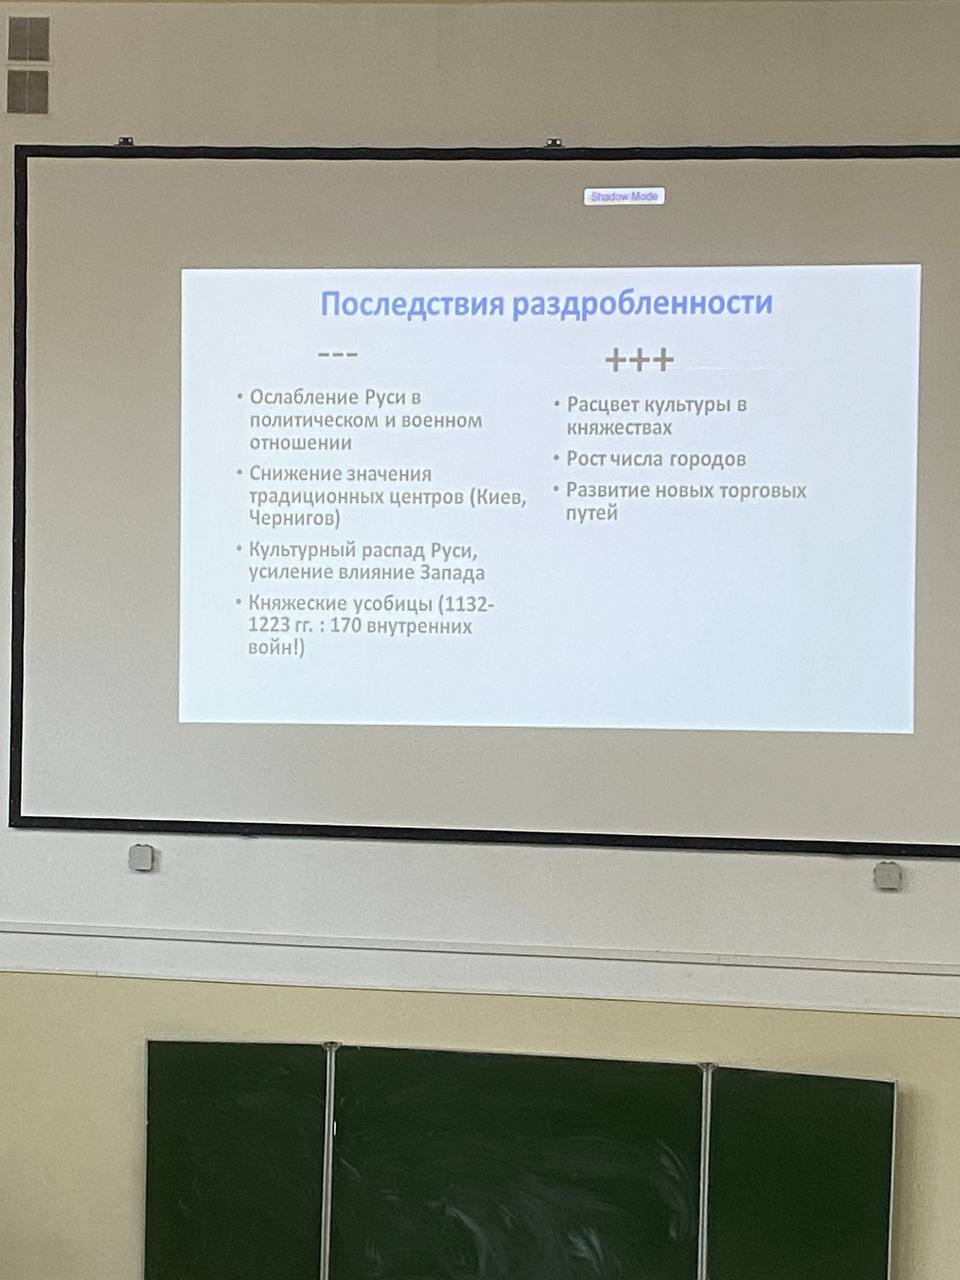 Shadow Mode
Последствия раздробленности
---
• Ослабление Руси в
политическом и военном
отношении
• Снижение значения
традиционных центров (Киев,
Чернигов)
• Культурный распад Руси,
усиление влияние Запада
• Княжеские усобицы (1132-
1223 гг. : 170 внутренних
войн!)
+++
• Расцвет культуры в
княжествах
• Рост числа городов
• Развитие новых торговых
путей